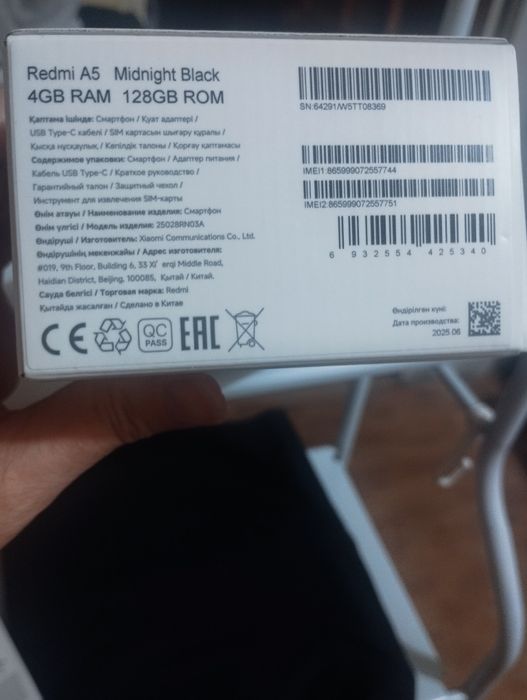 Redmi A5 Midnight Black
4GB RAM 128GB ROM
Қаптама ішінде: Смартфон / Қуат адаптері /
USB Type-C кабелі / SIM картасын шығару құралы /
Қысқа нұсқаулық / Кепілдік талоны / Қорғау қаптамасы
Содержимое упаковки: Смартфон / Адаптер питания /
Кабель USB Type-C / Краткое руководство /
Гарантийный талон / Защитный чехол /
Инструмент для извлечения SIM-карты
Өнім атауы / Наименование изделия: Смартфон
Өнім үлгісі / Модель изделия: 25028RN03A
Өндіруші / Изготовитель: Xiaomi Communications Co., Ltd.
Өндірушінің мекенжайы / Адрес изготовителя:
#019, 9th Floor, Building 6, 33 Xi'erqi Middle Road,
Haidian District, Beijing, 100085, Қытай / Китай.
Сауда белгісі / Торговая марка: Redmi
Қытайда жасалған / Сделано в Китае
CE
QC
PASS
EAC
SN:64291/W5TT08369
IMEI1:865999072557744
IMEI2:865999072557751
6 932554 425340
Өндірілген күні:
Дата производства:
2025.06